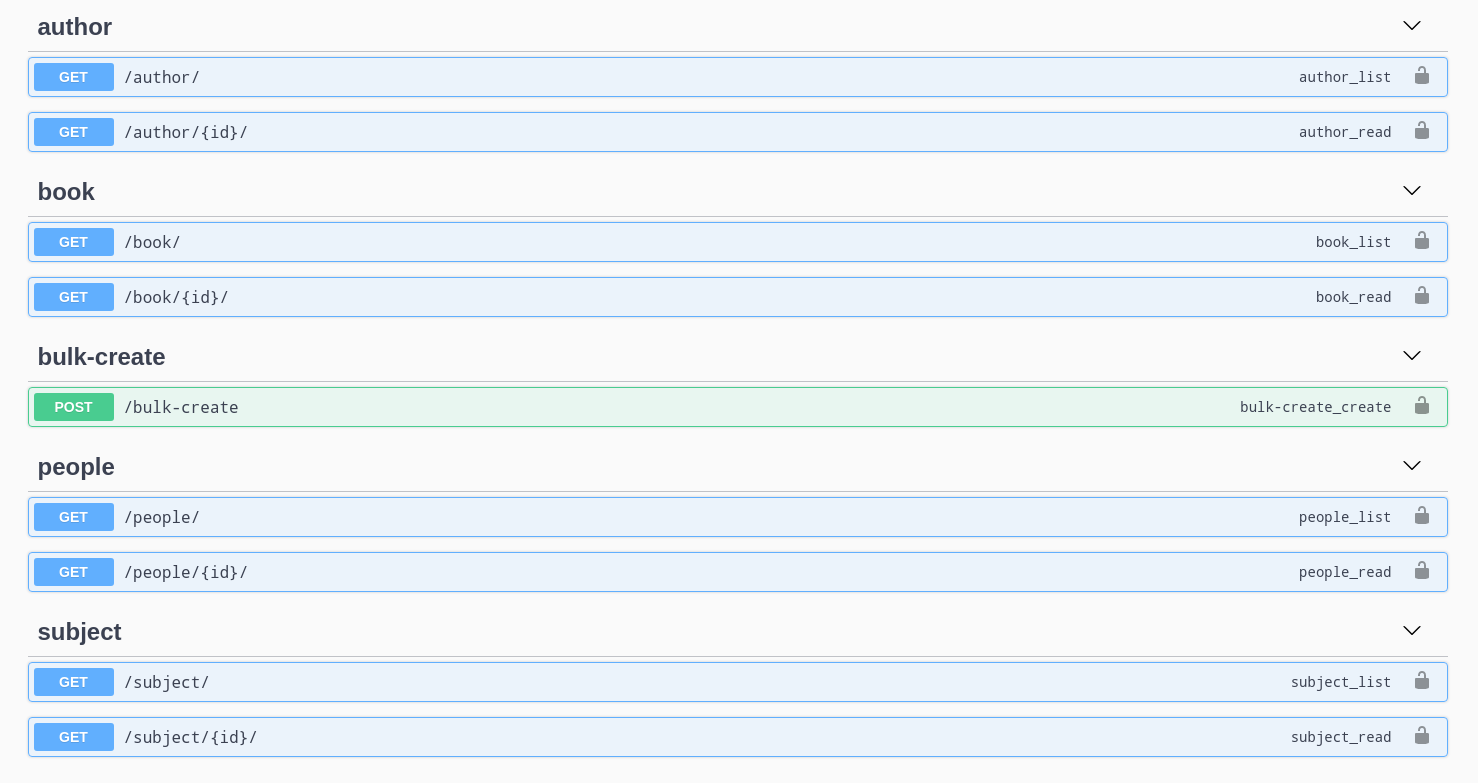 author
GET /author/ author_list
GET /author/{id}/ author_read
book
GET /book/ book_list
GET /book/{id}/ book_read
bulk-create
POST /bulk-create bulk-create_create
people
GET /people/ people_list
GET /people/{id}/ people_read
subject
GET /subject/ subject_list
GET /subject/{id}/ subject_read